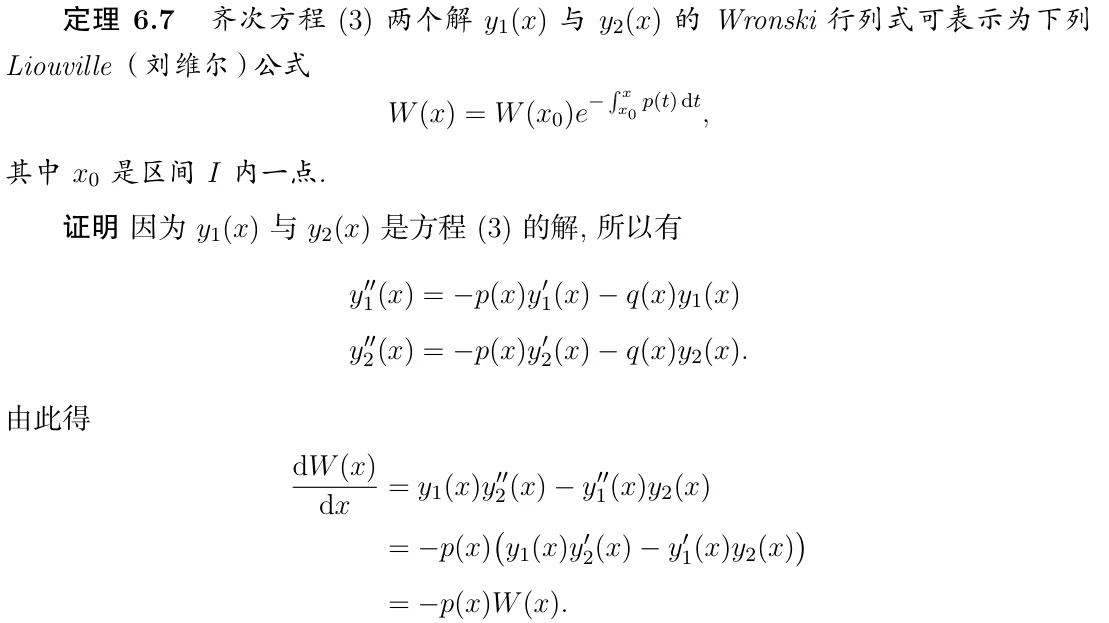 定理 6.7 齐次方程 (3) 两个解 y₁(x) 与 y₂(x) 的 Wronski 行列式可表示为下列
Liouville (刘维尔)公式
W(x) = W(x₀)e^{−∫_{x₀}^{x} p(t) dt},
其中 x₀ 是区间 I 内一点.
证明 因为 y₁(x) 与 y₂(x) 是方程 (3) 的解, 所以有
y₁′′(x) = −p(x)y₁′(x) − q(x)y₁(x)
y₂′′(x) = −p(x)y₂′(x) − q(x)y₂(x).
由此得
dW(x)/dx = y₁(x)y₂′′(x) − y₁′′(x)y₂(x)
= −p(x)(y₁(x)y₂′(x) − y₁′(x)y₂(x))
= −p(x)W(x).